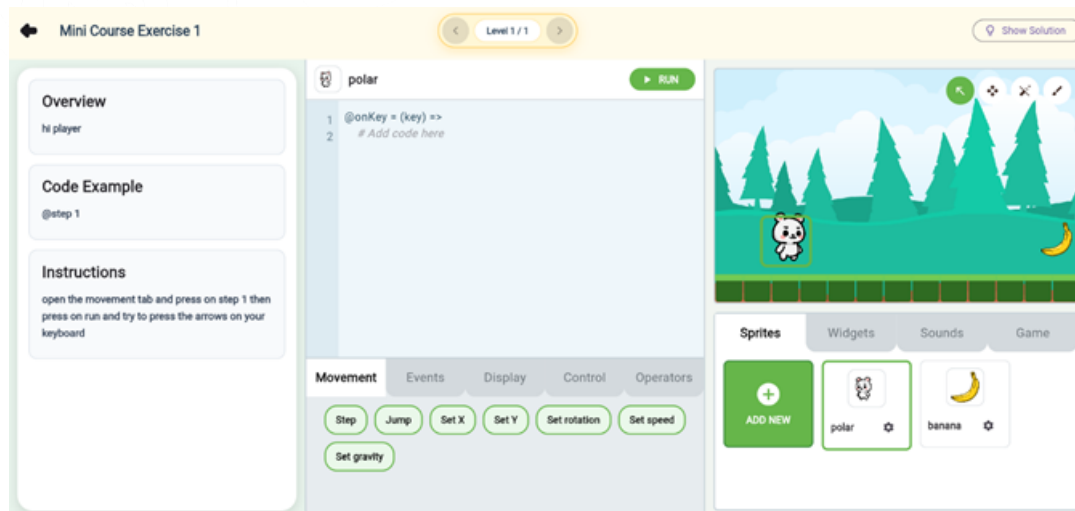 Mini Course Exercise 1
Level 1 / 1
Show Solution
Overview
hi player
Code Example
@step 1
Instructions
open the movement tab and press on step 1 then
press on run and try to press the arrows on your
keyboard
polar
RUN
1 @onKey = (key) =>
2 # Add code here
Movement Events Display Control Operators
Step Jump Set X Set Y Set rotation Set speed
Set gravity
Sprites Widgets Sounds Game
ADD NEW
polar
banana